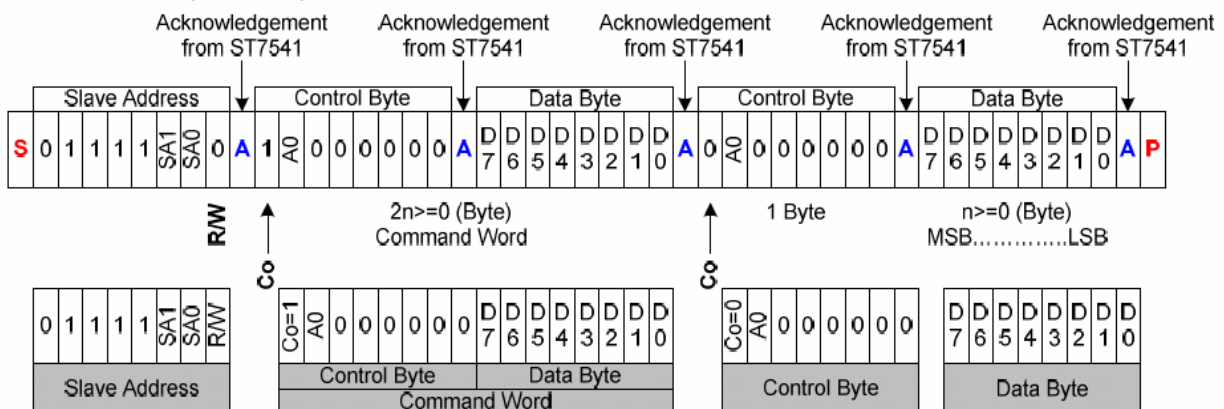 Acknowledgement Acknowledgement Acknowledgement Acknowledgement Acknowledgement
from ST7541 from ST7541 from ST7541 from ST7541 from ST7541
Slave Address Control Byte Data Byte Control Byte Data Byte
S 0 1 1 1 1 SA1 SA0 0 A 1 A0 0 0 0 0 0 0 A D7 D6 D5 D4 D3 D2 D1 D0 A 0 A0 0 0 0 0 0 0 A D7 D6 D5 D4 D3 D2 D1 D0 A P
R/W 2n>=0 (Byte) 1 Byte n>=0 (Byte)
Co Command Word Co MSB..............LSB
0 1 1 1 1 SA1 SA0 R/W Co=1 A0 0 0 0 0 0 0 D7 D6 D5 D4 D3 D2 D1 D0 Co=0 A0 0 0 0 0 0 0 D7 D6 D5 D4 D3 D2 D1 D0
Slave Address Control Byte Data Byte Control Byte Data Byte
Command Word